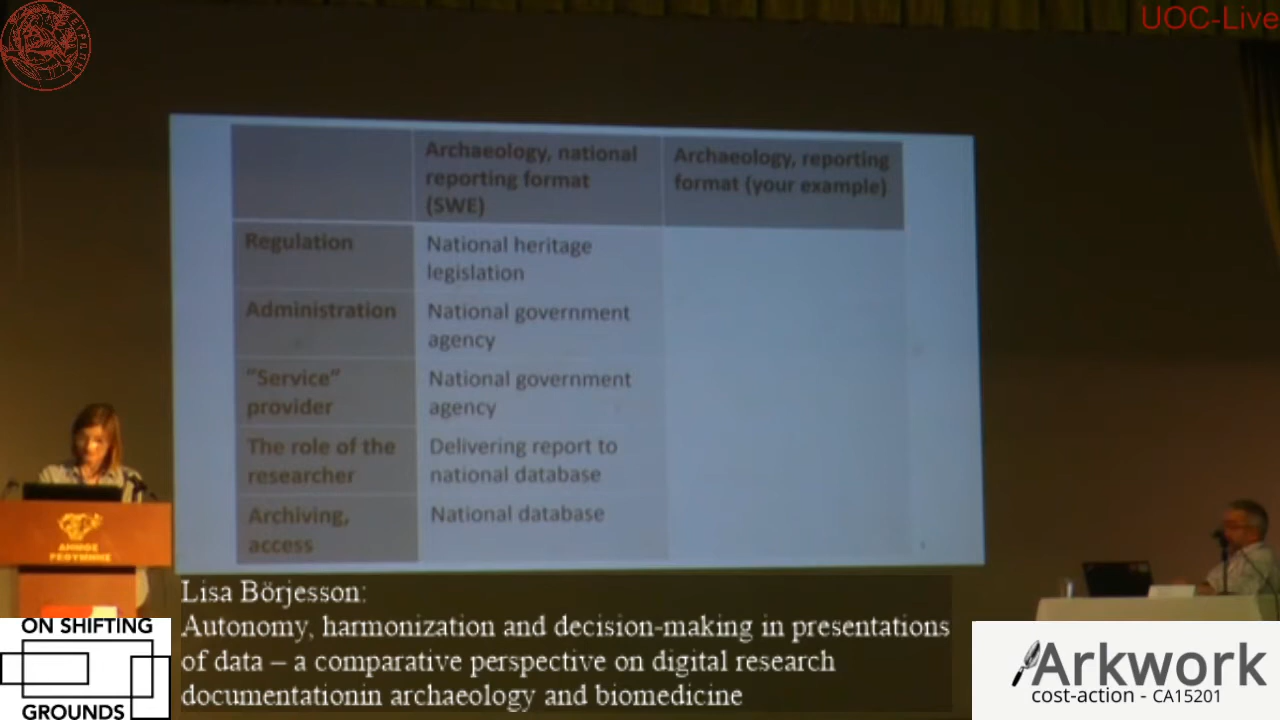 UOC-Live
Archaeology, national
reporting format
(SWE)
Archaeology, reporting
format (your example)
Regulation
National heritage
legislation
Administration
National government
agency
"Service"
provider
National government
agency
The role of the
researcher
Delivering report to
national database
Archiving,
access
National database
ΔΗΜΟΣ
ΡΕΘΥΜΝΗΣ
Lisa Börjesson:
Autonomy, harmonization and decision-making in presentations
of data – a comparative perspective on digital research
documentationin archaeology and biomedicine
ON SHIFTING
GROUNDS
Arkwork
cost-action - CA15201